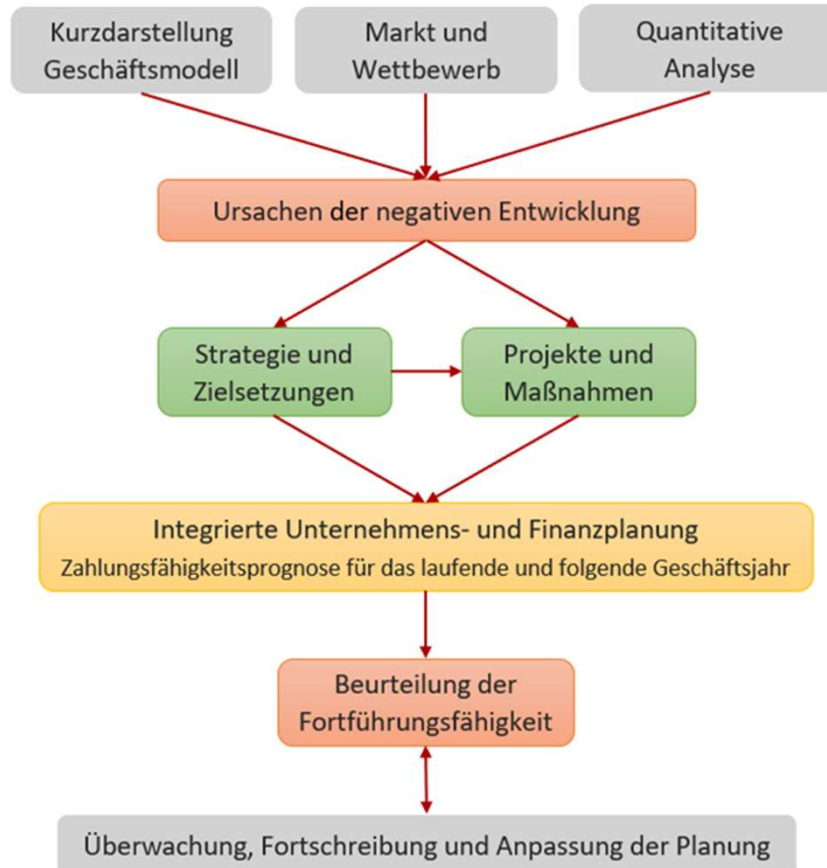 Kurzdarstellung
Geschäftsmodell
Markt und
Wettbewerb
Quantitative
Analyse
Ursachen der negativen Entwicklung
Strategie und
Zielsetzungen
Projekte und
Maßnahmen
Integrierte Unternehmens- und Finanzplanung
Zahlungsfähigkeitsprognose für das laufende und folgende Geschäftsjahr
Beurteilung der
Fortführungsfähigkeit
Überwachung, Fortschreibung und Anpassung der Planung